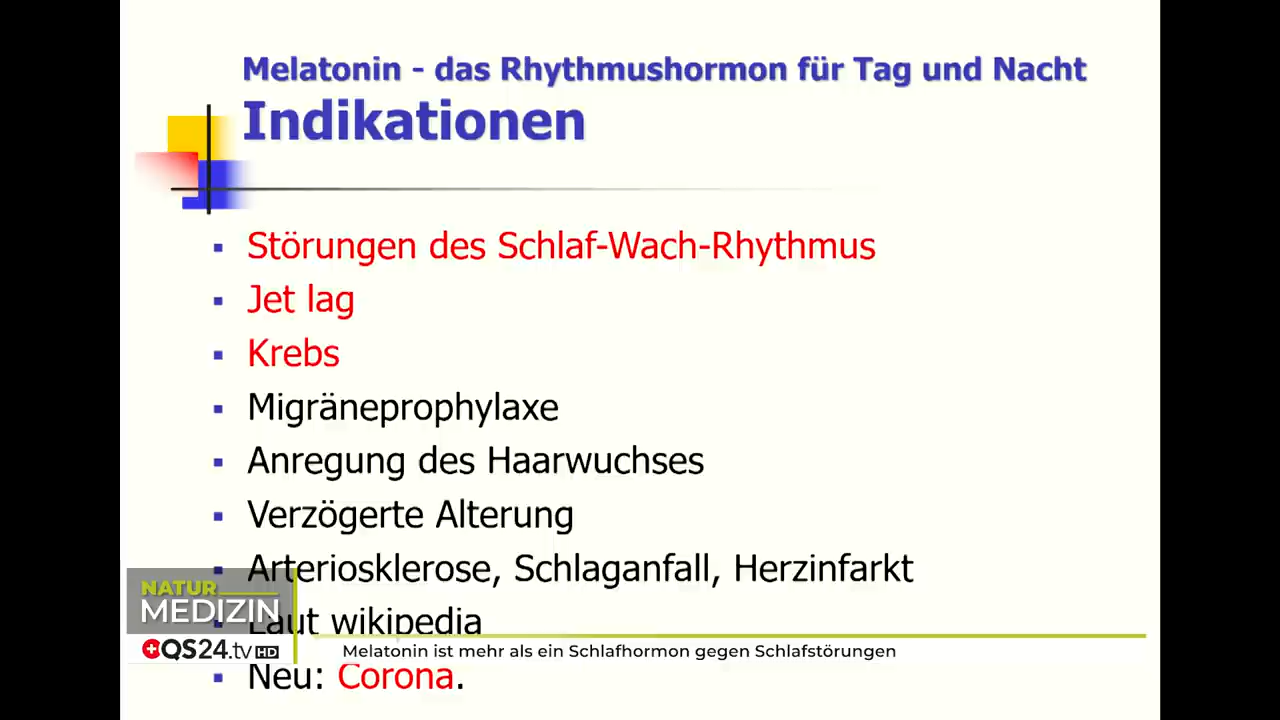 Melatonin - das Rhythmushormon für Tag und Nacht
Indikationen
Störungen des Schlaf-Wach-Rhythmus
Jet lag
Krebs
Migräneprophylaxe
Anregung des Haarwuchses
Verzögerte Alterung
Arteriosklerose, Schlaganfall, Herzinfarkt
Laut wikipedia
Neu: Corona.
NATUR
MEDIZIN
QS24.tv HD
Melatonin ist mehr als ein Schlafhormon gegen Schlafstörungen